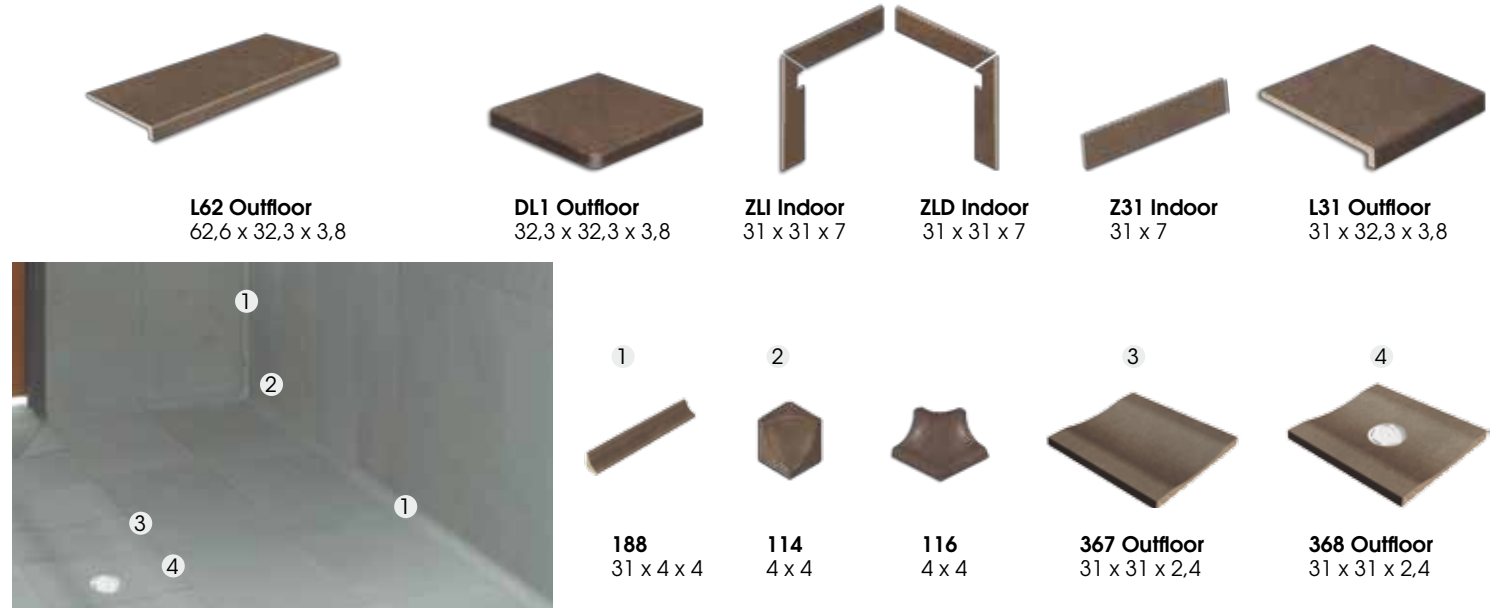 L62 Outfloor
62,6 x 32,3 x 3,8
DL1 Outfloor
32,3 x 32,3 x 3,8
ZLI Indoor
31 x 31 x 7
ZLD Indoor
31 x 31 x 7
Z31 Indoor
31 x 7
L31 Outfloor
31 x 32,3 x 3,8
1
2
1
3
4
1
2
3
4
188
31 x 4 x 4
114
4 x 4
116
4 x 4
367 Outfloor
31 x 31 x 2,4
368 Outfloor
31 x 31 x 2,4